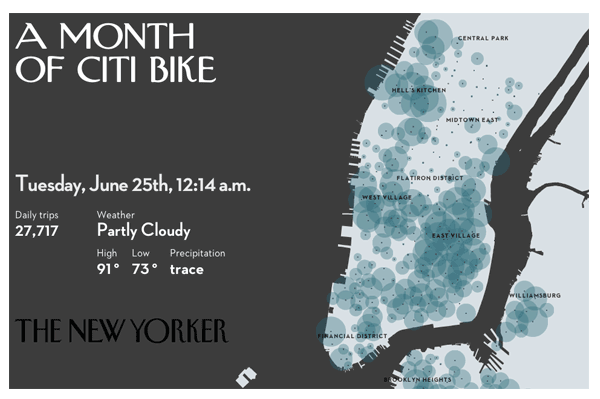 A MONTH
OF CITI BIKE
Tuesday, June 25th, 12:14 a.m.
Daily trips
27,717
Weather
Partly Cloudy
High
91°
Low
73°
Precipitation
trace
THE NEW YORKER
CENTRAL PARK
HELL'S KITCHEN
MIDTOWN EAST
FLATIRON DISTRICT
WEST VILLAGE
EAST VILLAGE
WILLIAMSBURG
FINANCIAL DISTRICT
BROOKLYN HEIGHTS